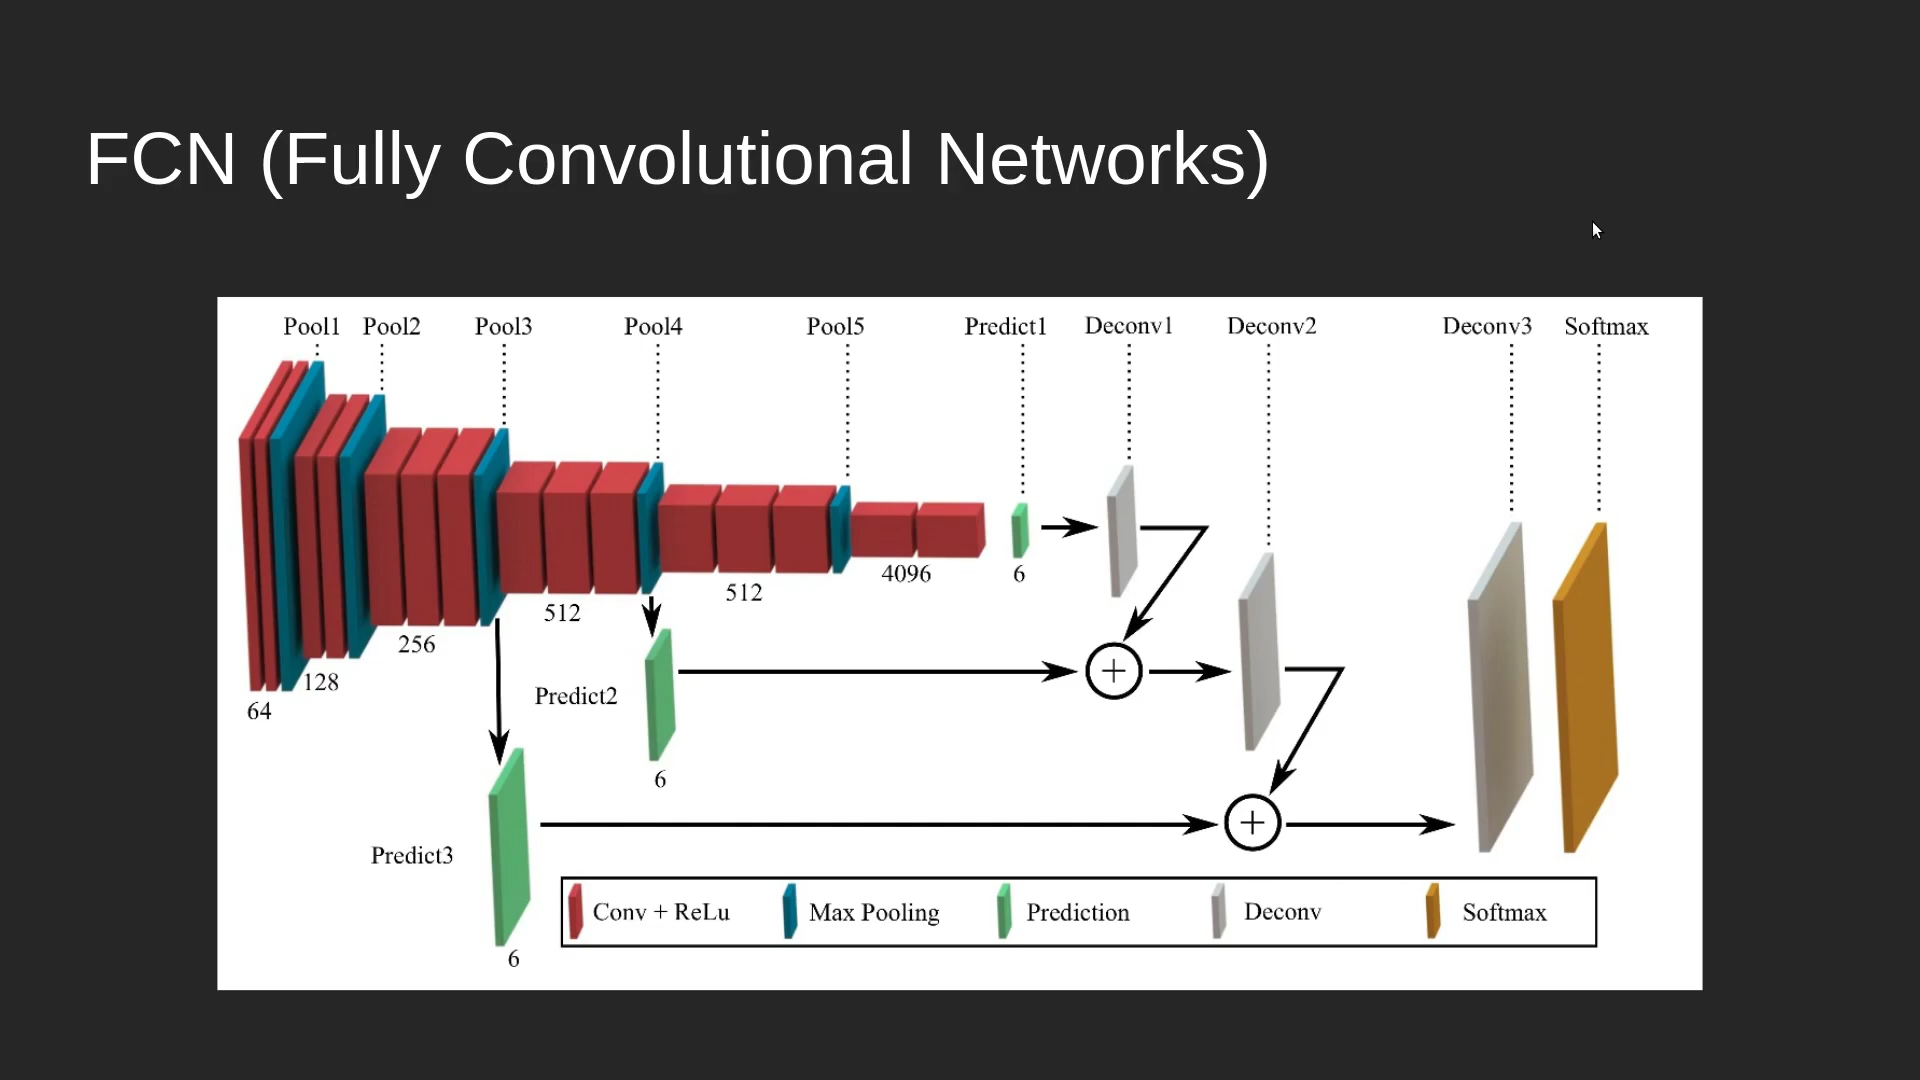 FCN (Fully Convolutional Networks)
Pool1 Pool2 Pool3 Pool4 Pool5 Predict1 Deconv1 Deconv2 Deconv3 Softmax
4096 6
512
512
256
128
Predict2
64
6
Predict3
Conv + ReLu Max Pooling Prediction Deconv Softmax
6